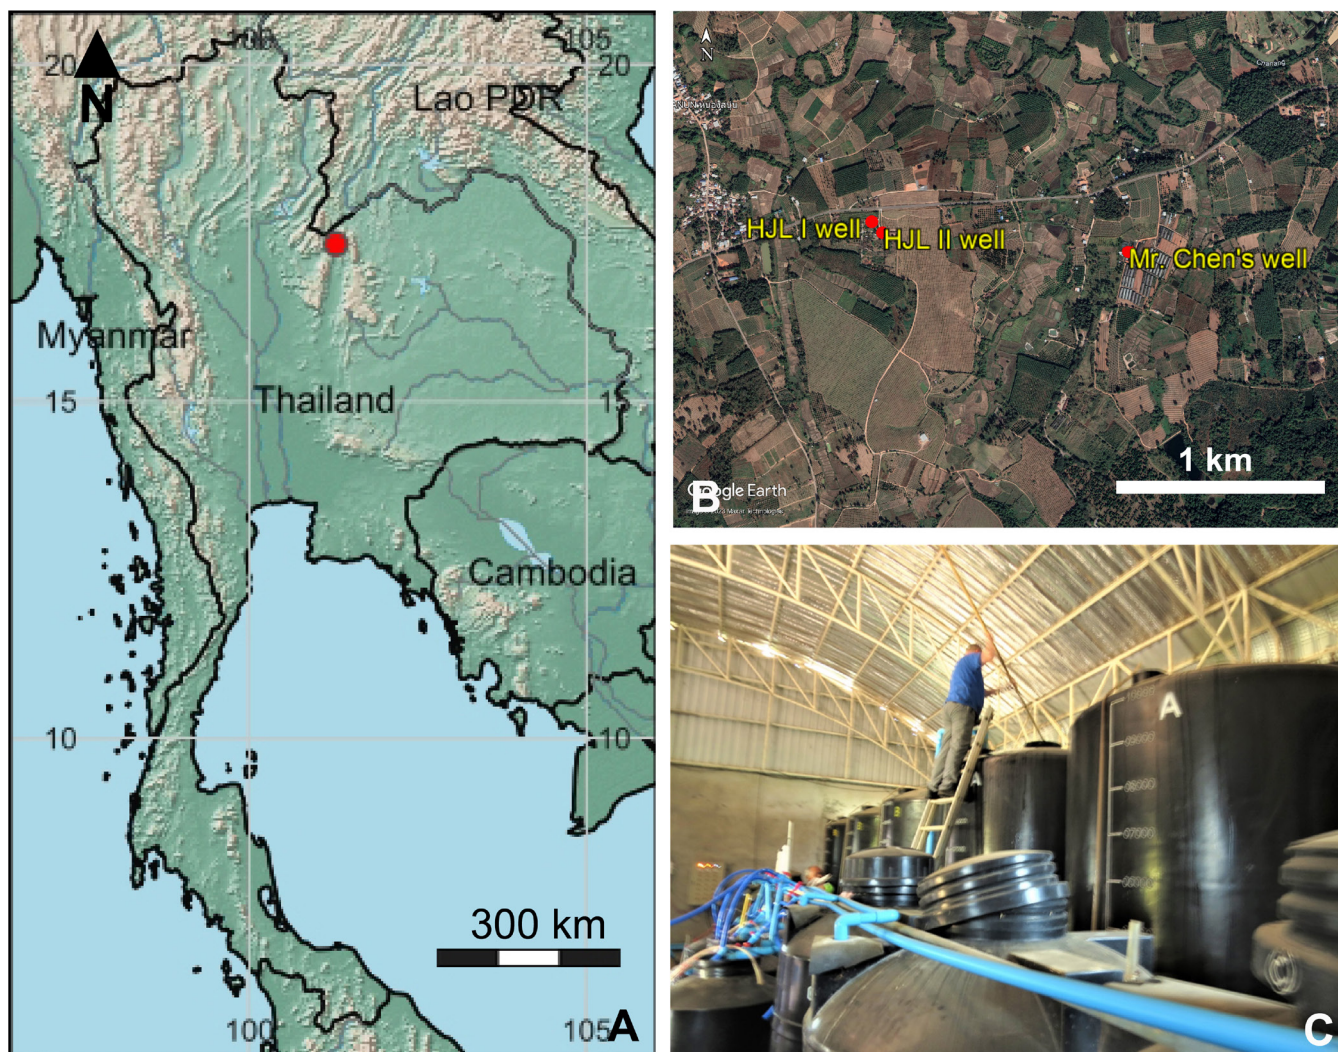 N
100
105
20
20
Lao PDR
Myanmar
15
Thailand
15
Cambodia
10
10
300 km
100
105
A
N
HJL I well
HJL II well
Mr. Chen's well
1 km
Google Earth
B
A
C